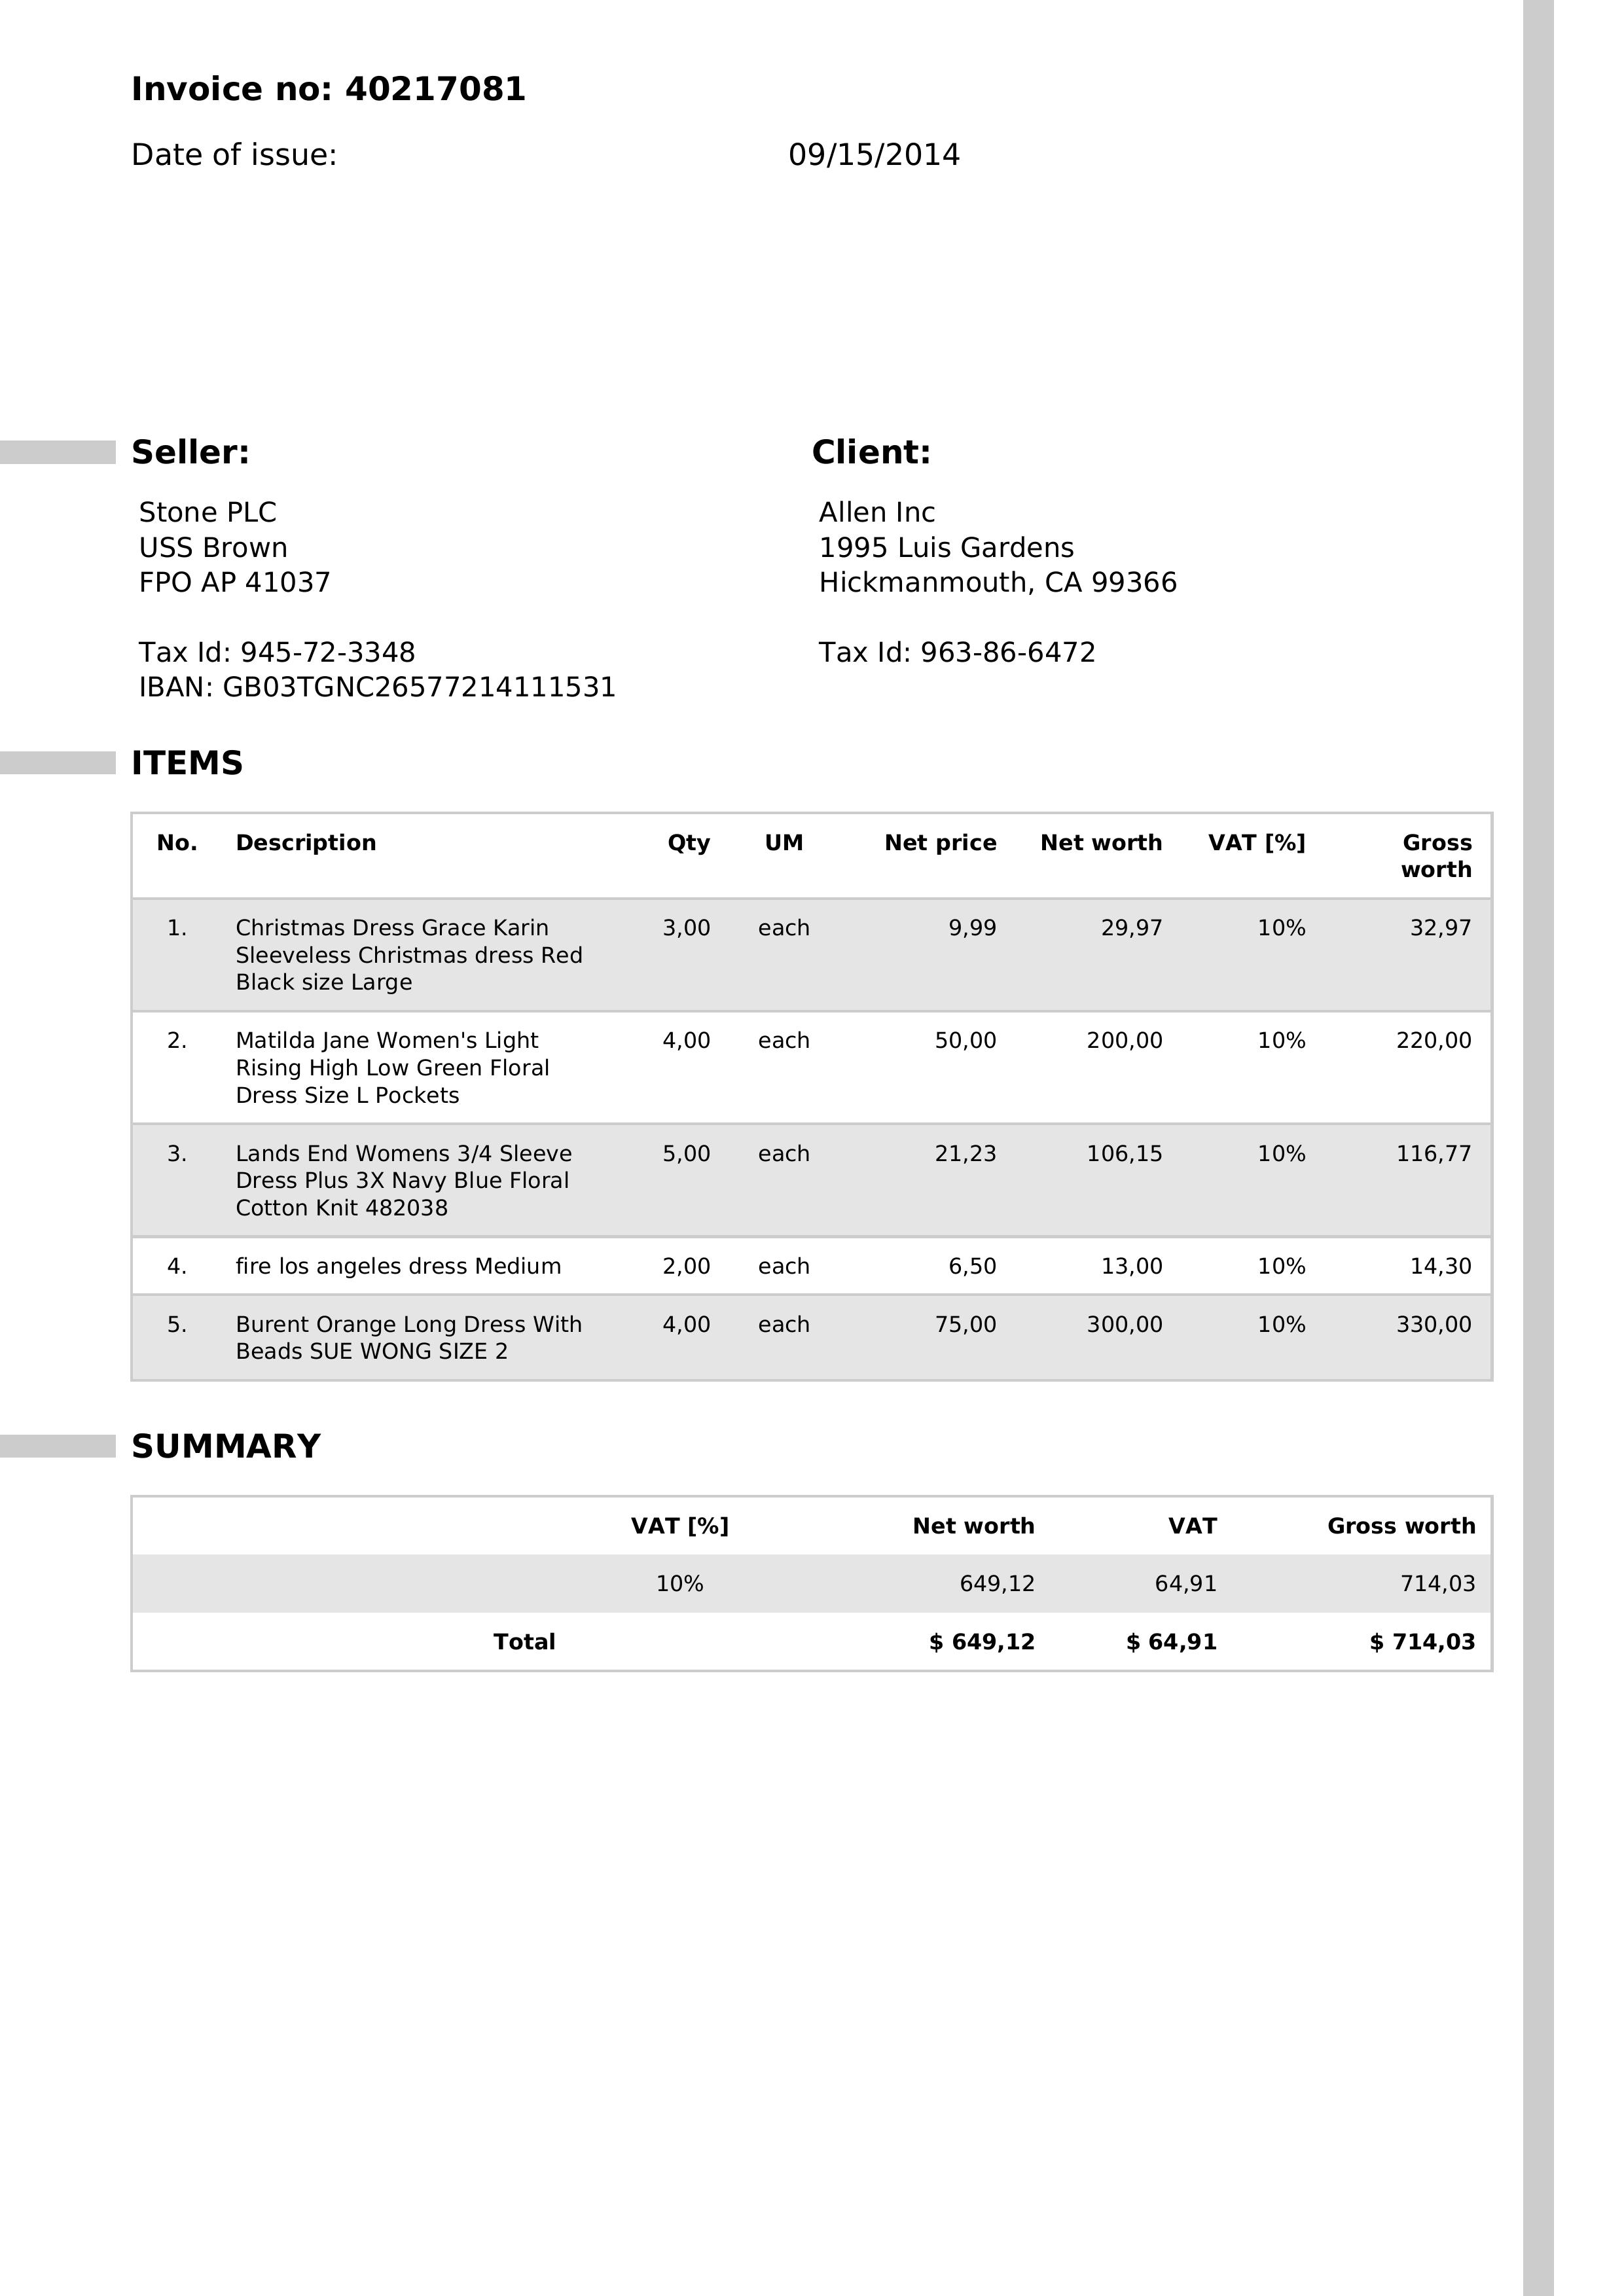 Invoice no: 40217081
Date of issue: 09/15/2014
Seller:
Stone PLC
USS Brown
FPO AP 41037
Tax Id: 945-72-3348
IBAN: GB03TGNC26577214111531
Client:
Allen Inc
1995 Luis Gardens
Hickmanmouth, CA 99366
Tax Id: 963-86-6472
ITEMS
No. Description Qty UM Net price Net worth VAT [%] Gross
worth
1. Christmas Dress Grace Karin 3,00 each 9,99 29,97 10% 32,97
Sleeveless Christmas dress Red
Black size Large
2. Matilda Jane Women's Light 4,00 each 50,00 200,00 10% 220,00
Rising High Low Green Floral
Dress Size L Pockets
3. Lands End Womens 3/4 Sleeve 5,00 each 21,23 106,15 10% 116,77
Dress Plus 3X Navy Blue Floral
Cotton Knit 482038
4. fire los angeles dress Medium 2,00 each 6,50 13,00 10% 14,30
5. Burent Orange Long Dress With 4,00 each 75,00 300,00 10% 330,00
Beads SUE WONG SIZE 2
SUMMARY
VAT [%] Net worth VAT Gross worth
10% 649,12 64,91 714,03
Total $ 649,12 $ 64,91 $ 714,03